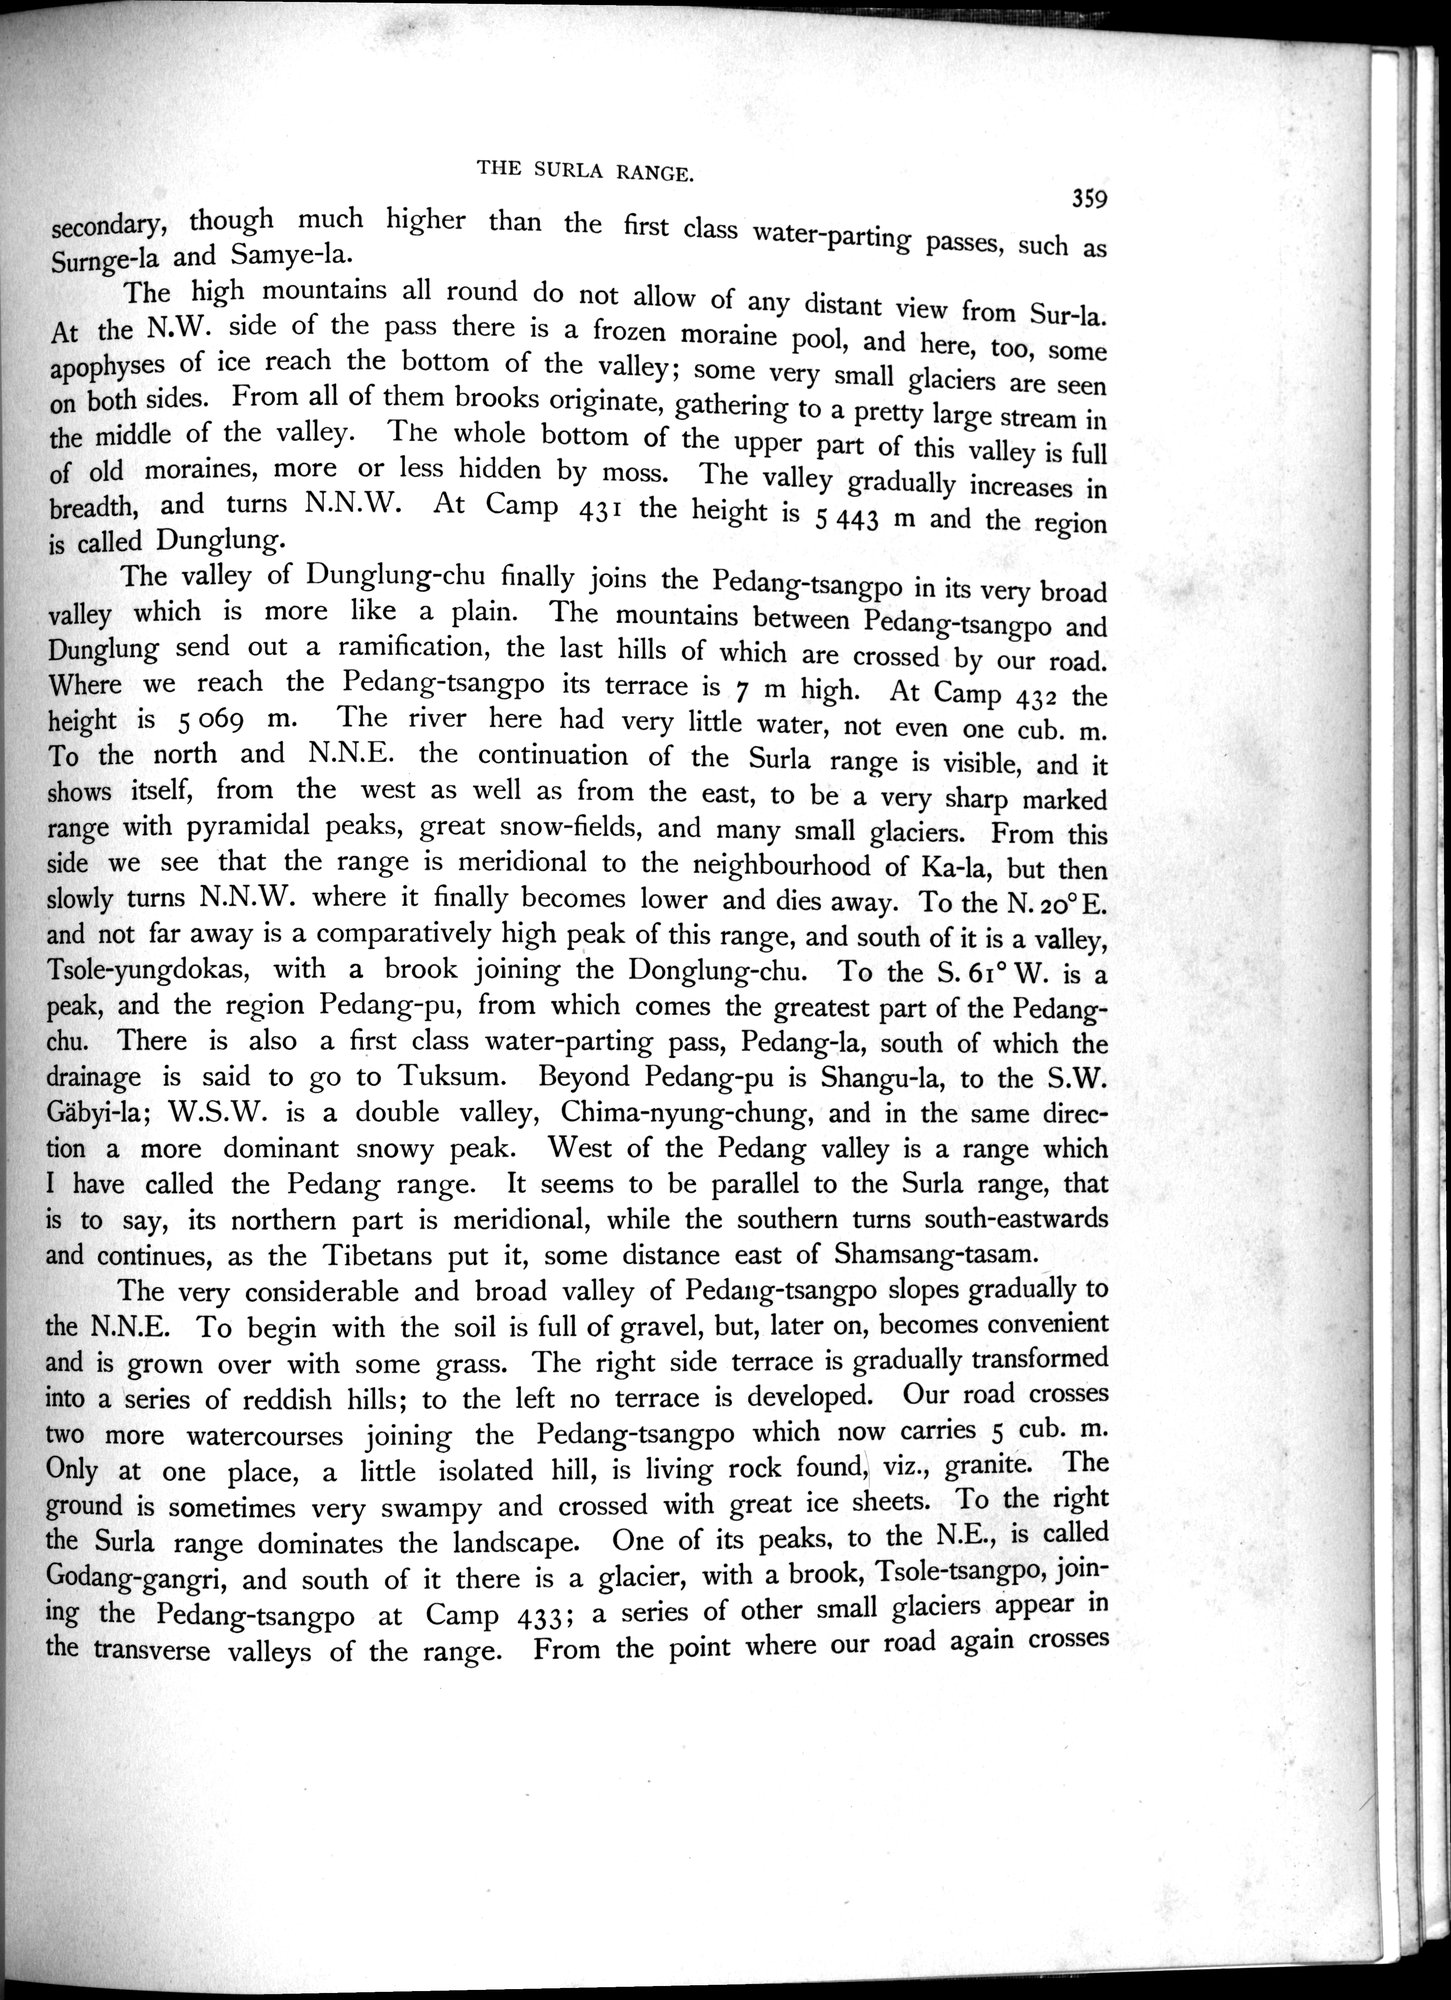 THE SURLA RANGE.
359
secondary, though much higher than the first class water-parting passes, such as
Surnge-la and Samye-la.
The high mountains all round do not allow of any distant view from Sur-la.
At the N.W. side of the pass there is a frozen moraine pool, and here, too, some
apophyses of ice reach the bottom of the valley; some very small glaciers are seen
on both sides. From all of them brooks originate, gathering to a pretty large stream in
the middle of the valley. The whole bottom of the upper part of this valley is full
of old moraines, more or less hidden by moss. The valley gradually increases in
breadth, and turns N.N.W. At Camp 431 the height is 5 443 m and the region
is called Dunglung.
The valley of Dunglung-chu finally joins the Pedang-tsangpo in its very broad
valley which is more like a plain. The mountains between Pedang-tsangpo and
Dunglung send out a ramification, the last hills of which are crossed by our road.
Where we reach the Pedang-tsangpo its terrace is 7 m high. At Camp 432 the
height is 5 069 m. The river here had very little water, not even one cub. m.
To the north and N.N.E. the continuation of the Surla range is visible, and it
shows itself, from the west as well as from the east, to be a very sharp marked
range with pyramidal peaks, great snow-fields, and many small glaciers. From this
side we see that the range is meridional to the neighbourhood of Ka-la, but then
slowly turns N.N.W. where it finally becomes lower and dies away. To the N. 20° E.
and not far away is a comparatively high peak of this range, and south of it is a valley,
Tsole-yungdokas, with a brook joining the Donglung-chu. To the S. 61° W. is a
peak, and the region Pedang-pu, from which comes the greatest part of the Pedang-
chu. There is also a first class water-parting pass, Pedang-la, south of which the
drainage is said to go to Tuksum. Beyond Pedang-pu is Shangu-la, to the S.W.
Gäbyi-la; W.S.W. is a double valley, Chima-nyung-chung, and in the same direc-
tion a more dominant snowy peak. West of the Pedang valley is a range which
I have called the Pedang range. It seems to be parallel to the Surla range, that
is to say, its northern part is meridional, while the southern turns south-eastwards
and continues, as the Tibetans put it, some distance east of Shamsang-tasam.
The very considerable and broad valley of Pedang-tsangpo slopes gradually to
the N.N.E. To begin with the soil is full of gravel, but, later on, becomes convenient
and is grown over with some grass. The right side terrace is gradually transformed
into a series of reddish hills; to the left no terrace is developed. Our road crosses
two more watercourses joining the Pedang-tsangpo which now carries 5 cub. m.
Only at one place, a little isolated hill, is living rock found, viz., granite. The
ground is sometimes very swampy and crossed with great ice sheets. To the right
the Surla range dominates the landscape. One of its peaks, to the N.E., is called
Godang-gangri, and south of it there is a glacier, with a brook, Tsole-tsangpo, join-
ing the Pedang-tsangpo at Camp 433; a series of other small glaciers appear in
the transverse valleys of the range. From the point where our road again crosses